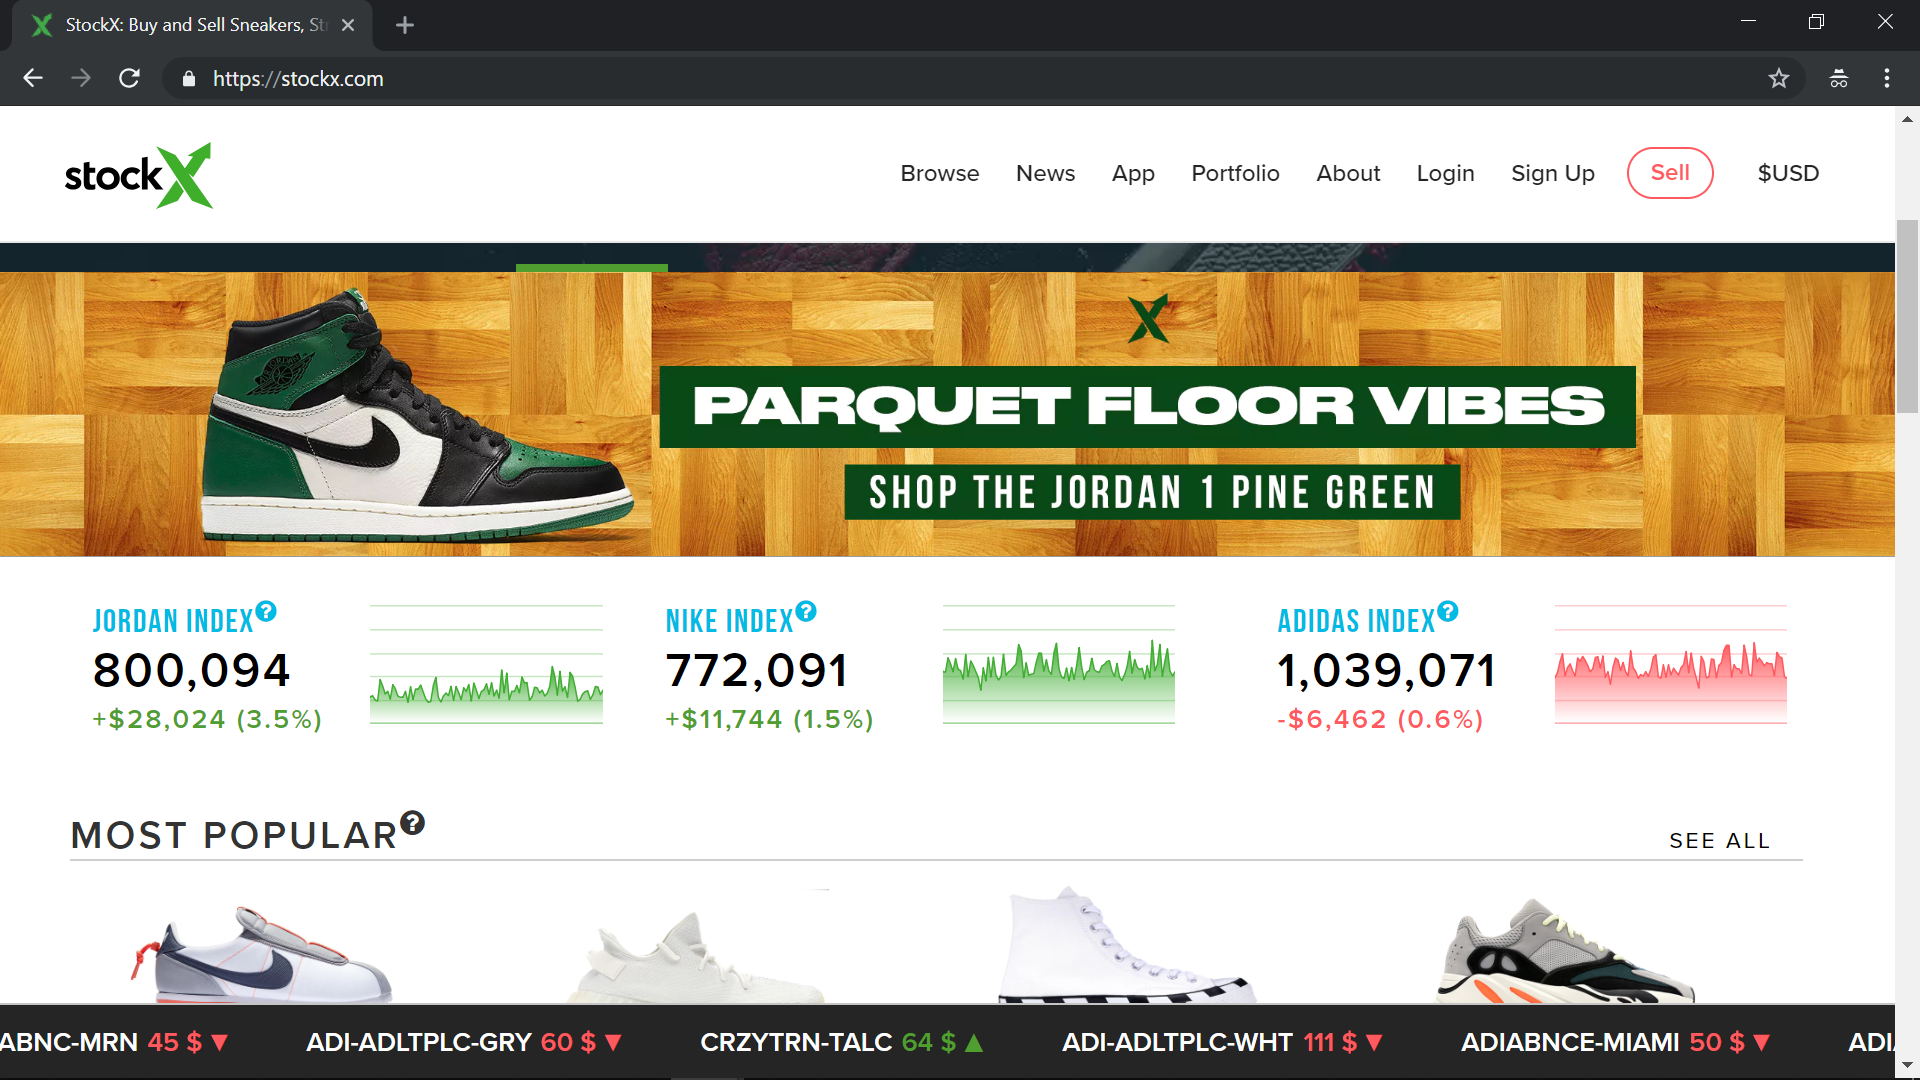 StockX: Buy and Sell Sneakers, St
https://stockx.com
stockX
Browse News App Portfolio About Login Sign Up Sell $USD
PARQUET FLOOR VIBES
SHOP THE JORDAN 1 PINE GREEN
JORDAN INDEX?
800,094
+$28,024 (3.5%)
NIKE INDEX?
772,091
+$11,744 (1.5%)
ADIDAS INDEX?
1,039,071
-$6,462 (0.6%)
MOST POPULAR?
SEE ALL
ABNC-MRN 45 $ ▼ ADI-ADLTPLC-GRY 60 $ ▼ CRZYTRN-TALC 64 $ ▲ ADI-ADLTPLC-WHT 111 $ ▼ ADIABNCE-MIAMI 50 $ ▼ ADI